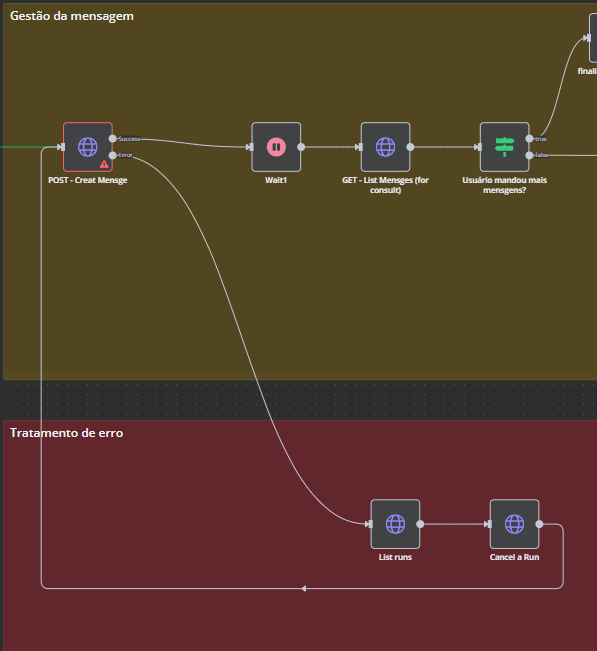 Gestão da mensagem
finali
Success
Error
true
false
POST - Creat Mensge
Wait1
GET - List Mensges (for
consult)
Usuário mandou mais
mensgens?
Tratamento de erro
List runs
Cancel a Run